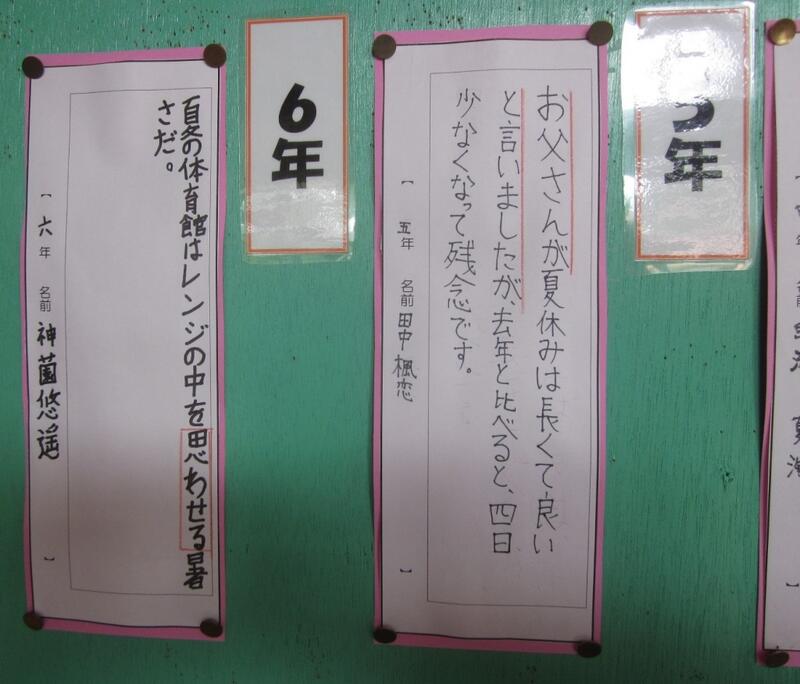 5年
お父さんが夏休みは長くて良い
と言いましたが、去年と比べると、四日
少なくなって残念です。
【 五年 名前 田中楓恋 】
6年
夏の体育館はレンジの中を思わせる暑
さだ。
【 六年 名前 神薗悠遥 】